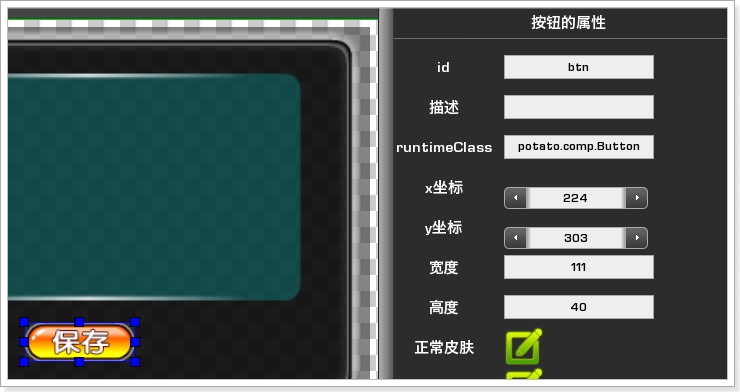 按钮的属性
id
btn
描述
runtimeClass
potato.comp.Button
x坐标
224
y坐标
303
宽度
111
高度
40
正常皮肤
保存